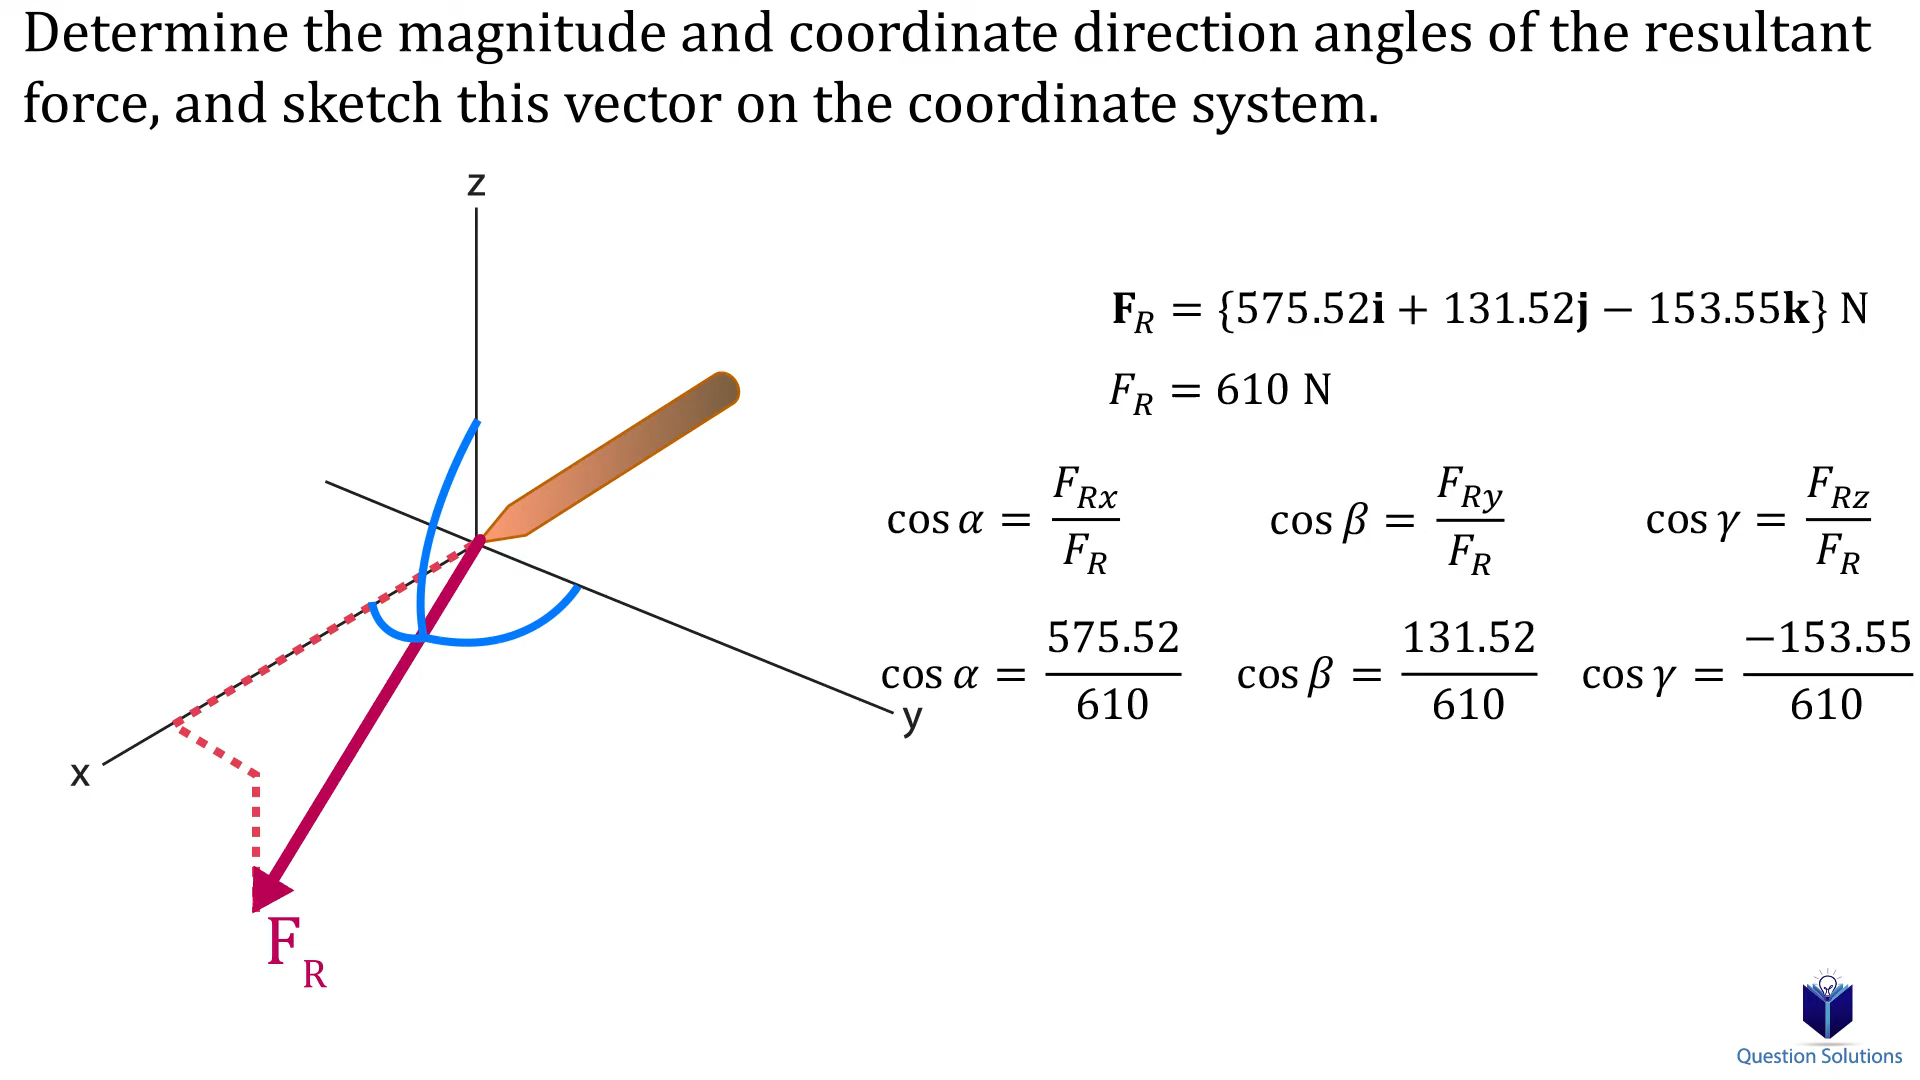 Determine the magnitude and coordinate direction angles of the resultant
force, and sketch this vector on the coordinate system.
z
𝐅_R = {575.52𝐢 + 131.52𝐣 − 153.55𝐤} N
F_R = 610 N
cos α = F_Rx / F_R   cos β = F_Ry / F_R   cos γ = F_Rz / F_R
cos α = 575.52 / 610   cos β = 131.52 / 610   cos γ = −153.55 / 610
y
x
F_R
Question Solutions